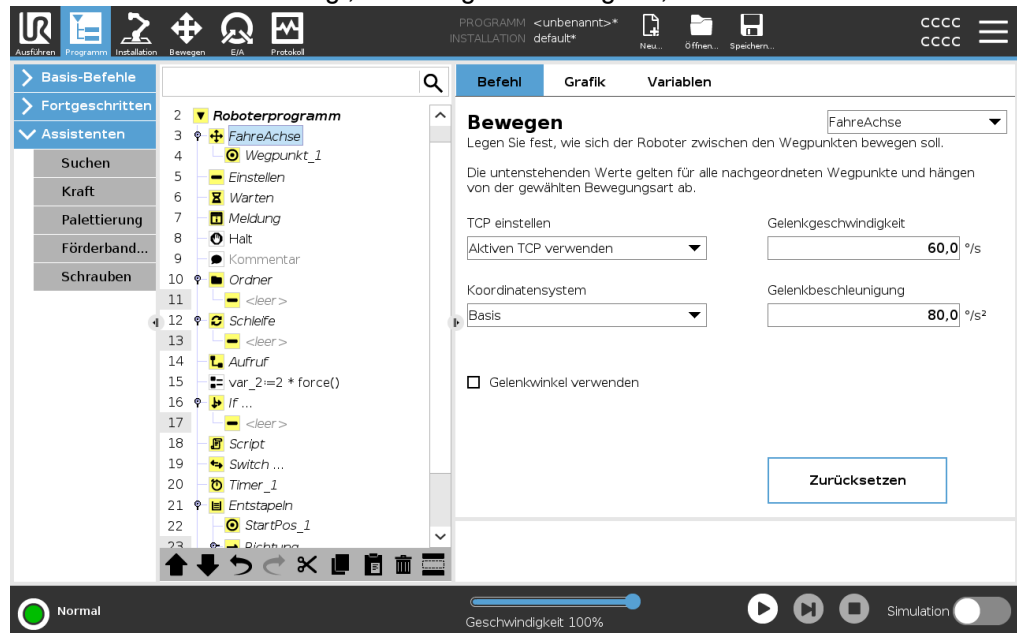 PROGRAMM <unbenannt>*
INSTALLATION default*
Ausführen Programm Installation Bewegen E/A Protokoll
Neu... Öffnen... Speichern...
CCCC
CCCC
Basis-Befehle
Fortgeschritten
Assistenten
Suchen
Kraft
Palettierung
Förderband...
Schrauben
2 Roboterprogramm
3 FahreAchse
4 Wegpunkt_1
5 Einstellen
6 Warten
7 Meldung
8 Halt
9 Kommentar
10 Ordner
11 <leer>
12 Schleife
13 <leer>
14 Aufruf
15 var_2:=2 * force()
16 If ...
17 <leer>
18 Script
19 Switch ...
20 Timer_1
21 Entstapeln
22 StartPos_1
23 Richtung
Befehl Grafik Variablen
Bewegen
FahreAchse
Legen Sie fest, wie sich der Roboter zwischen den Wegpunkten bewegen soll.
Die untenstehenden Werte gelten für alle nachgeordneten Wegpunkte und hängen
von der gewählten Bewegungsart ab.
TCP einstellen
Gelenkgeschwindigkeit
Aktiven TCP verwenden
60,0 °/s
Koordinatensystem
Gelenkbeschleunigung
Basis
80,0 °/s²
Gelenkwinkel verwenden
Zurücksetzen
Normal
Geschwindigkeit 100%
Simulation